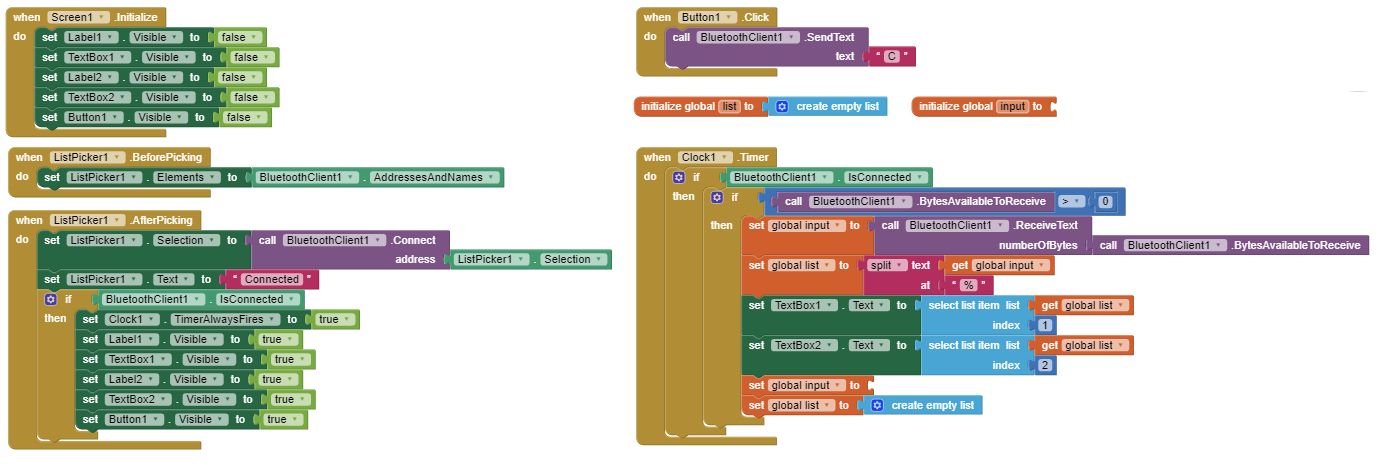 when Screen1 .Initialize
do set Label1 . Visible to false
set TextBox1 . Visible to false
set Label2 . Visible to false
set TextBox2 . Visible to false
set Button1 . Visible to false
when ListPicker1 .BeforePicking
do set ListPicker1 . Elements to BluetoothClient1 . AddressesAndNames
when ListPicker1 .AfterPicking
do set ListPicker1 . Selection to call BluetoothClient1 .Connect
address ListPicker1 . Selection
set ListPicker1 . Text to " Connected "
if BluetoothClient1 . IsConnected
then set Clock1 . TimerAlwaysFires to true
set Label1 . Visible to true
set TextBox1 . Visible to true
set Label2 . Visible to true
set TextBox2 . Visible to true
set Button1 . Visible to true
when Button1 .Click
do call BluetoothClient1 .SendText
text " C "
initialize global list to create empty list
initialize global input to
when Clock1 .Timer
do if BluetoothClient1 . IsConnected
then if call BluetoothClient1 .BytesAvailableToReceive > 0
then set global input to call BluetoothClient1 .ReceiveText
numberOfBytes call BluetoothClient1 .BytesAvailableToReceive
set global list to split text get global input
at " % "
set TextBox1 . Text to select list item list get global list
index 1
set TextBox2 . Text to select list item list get global list
index 2
set global input to
set global list to create empty list